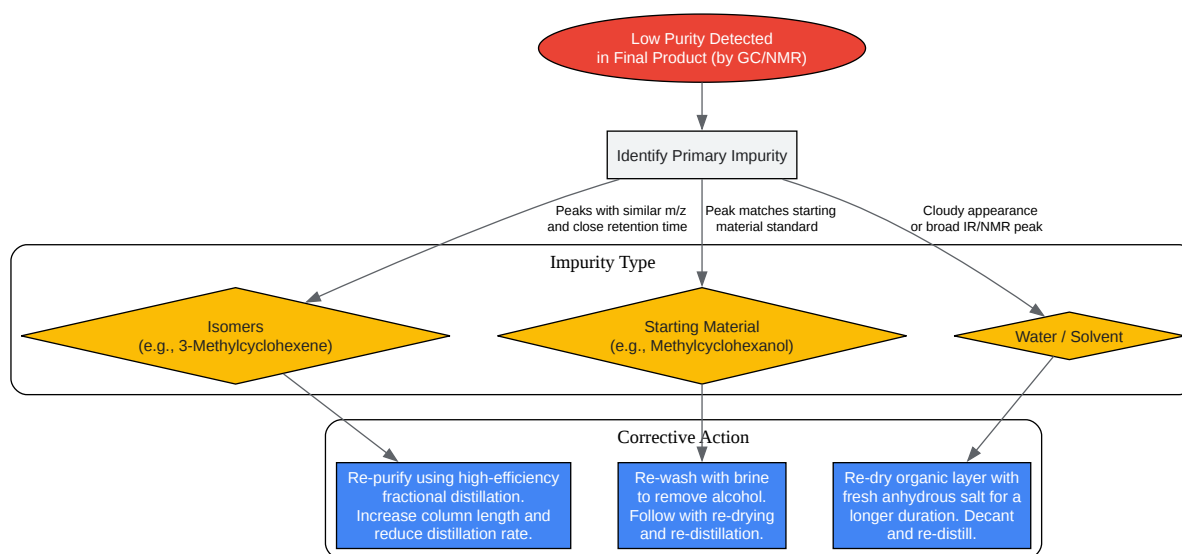 Low Purity Detected
in Final Product (by GC/NMR)
Identify Primary Impurity
Peaks with similar m/z
and close retention time
Peak matches starting
material standard
Cloudy appearance
or broad IR/NMR peak
Impurity Type
Isomers
(e.g., 3-Methylcyclohexene)
Starting Material
(e.g., Methylcyclohexanol)
Water / Solvent
Corrective Action
Re-purify using high-efficiency
fractional distillation.
Increase column length and
reduce distillation rate.
Re-wash with brine
to remove alcohol.
Follow with re-drying
and re-distillation.
Re-dry organic layer with
fresh anhydrous salt for a
longer duration. Decant
and re-distill.